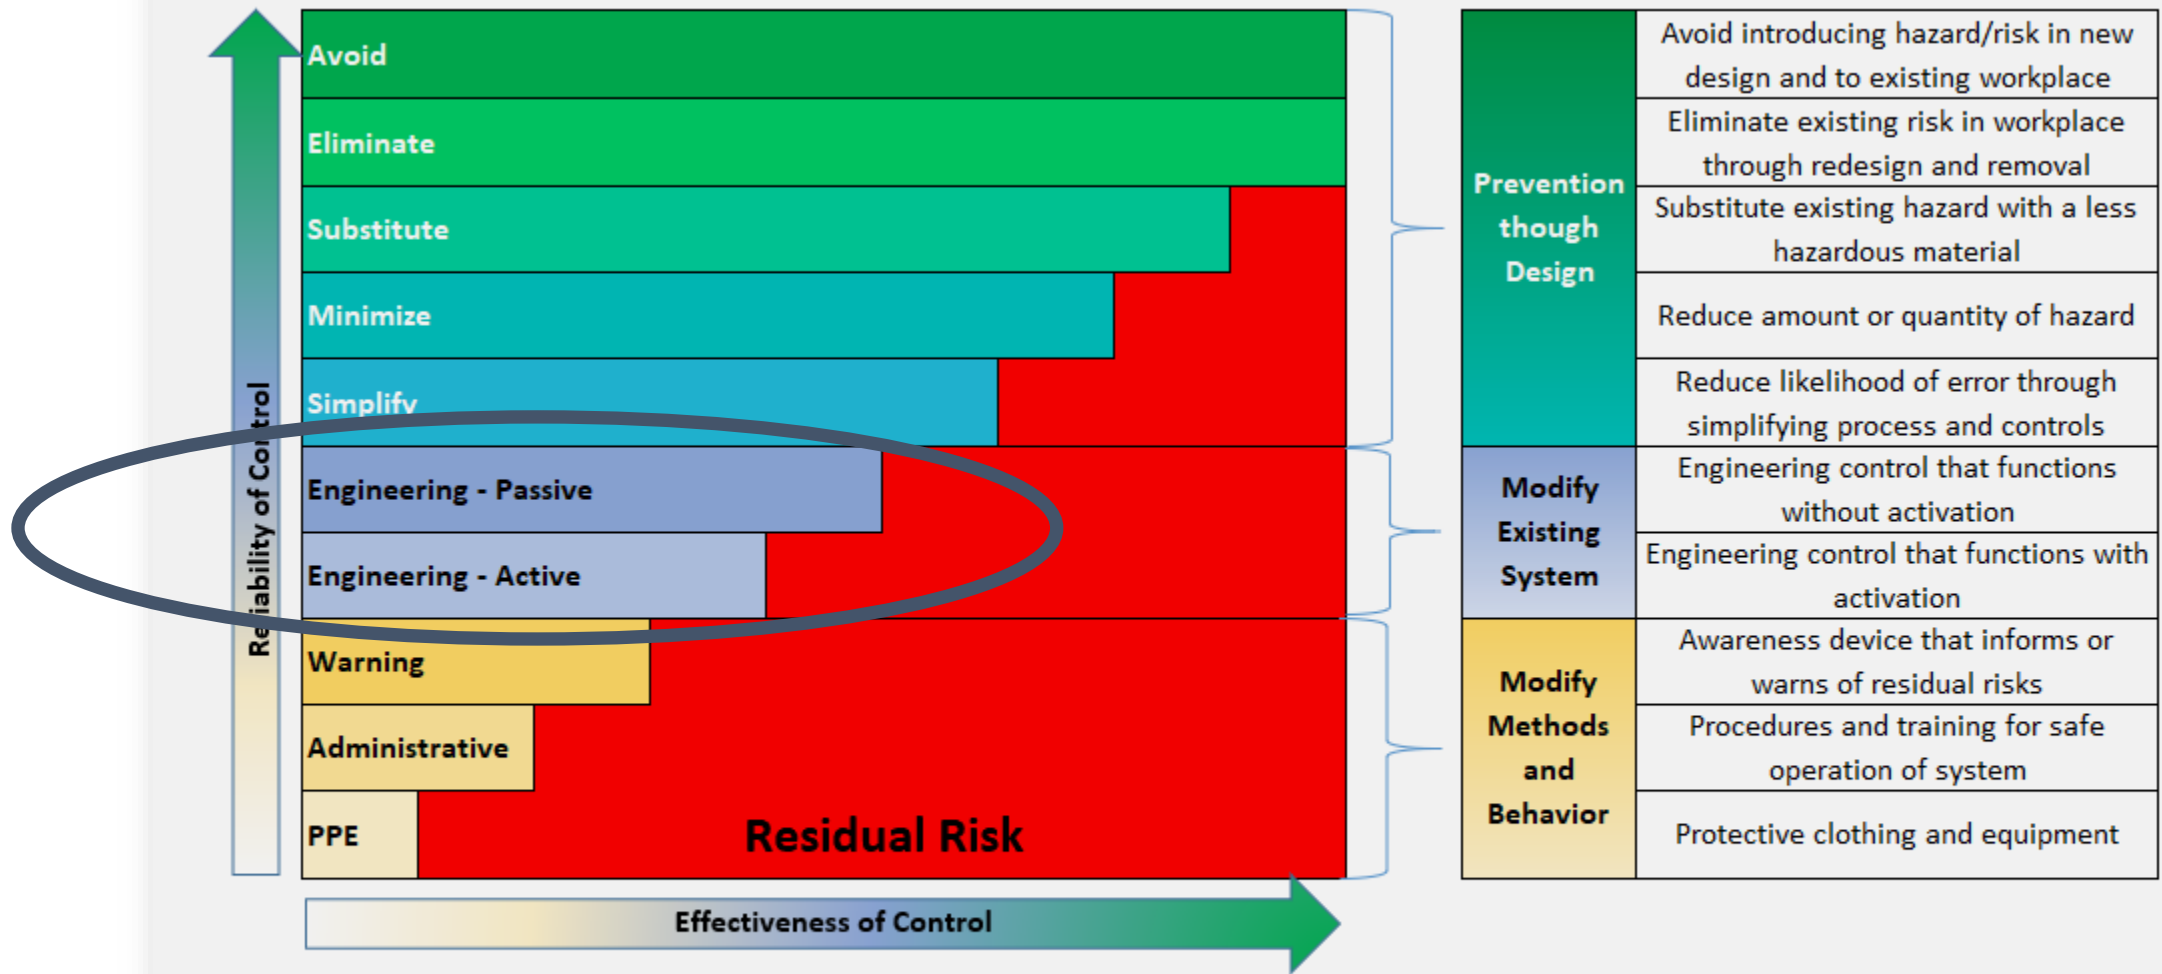 Avoid
Eliminate
Substitute
Minimize
Simplify
Engineering - Passive
Engineering - Active
Warning
Administrative
PPE
Residual Risk
Reliability of Control
Effectiveness of Control
Prevention
though
Design
Modify
Existing
System
Modify
Methods
and
Behavior
Avoid introducing hazard/risk in new
design and to existing workplace
Eliminate existing risk in workplace
through redesign and removal
Substitute existing hazard with a less
hazardous material
Reduce amount or quantity of hazard
Reduce likelihood of error through
simplifying process and controls
Engineering control that functions
without activation
Engineering control that functions with
activation
Awareness device that informs or
warns of residual risks
Procedures and training for safe
operation of system
Protective clothing and equipment